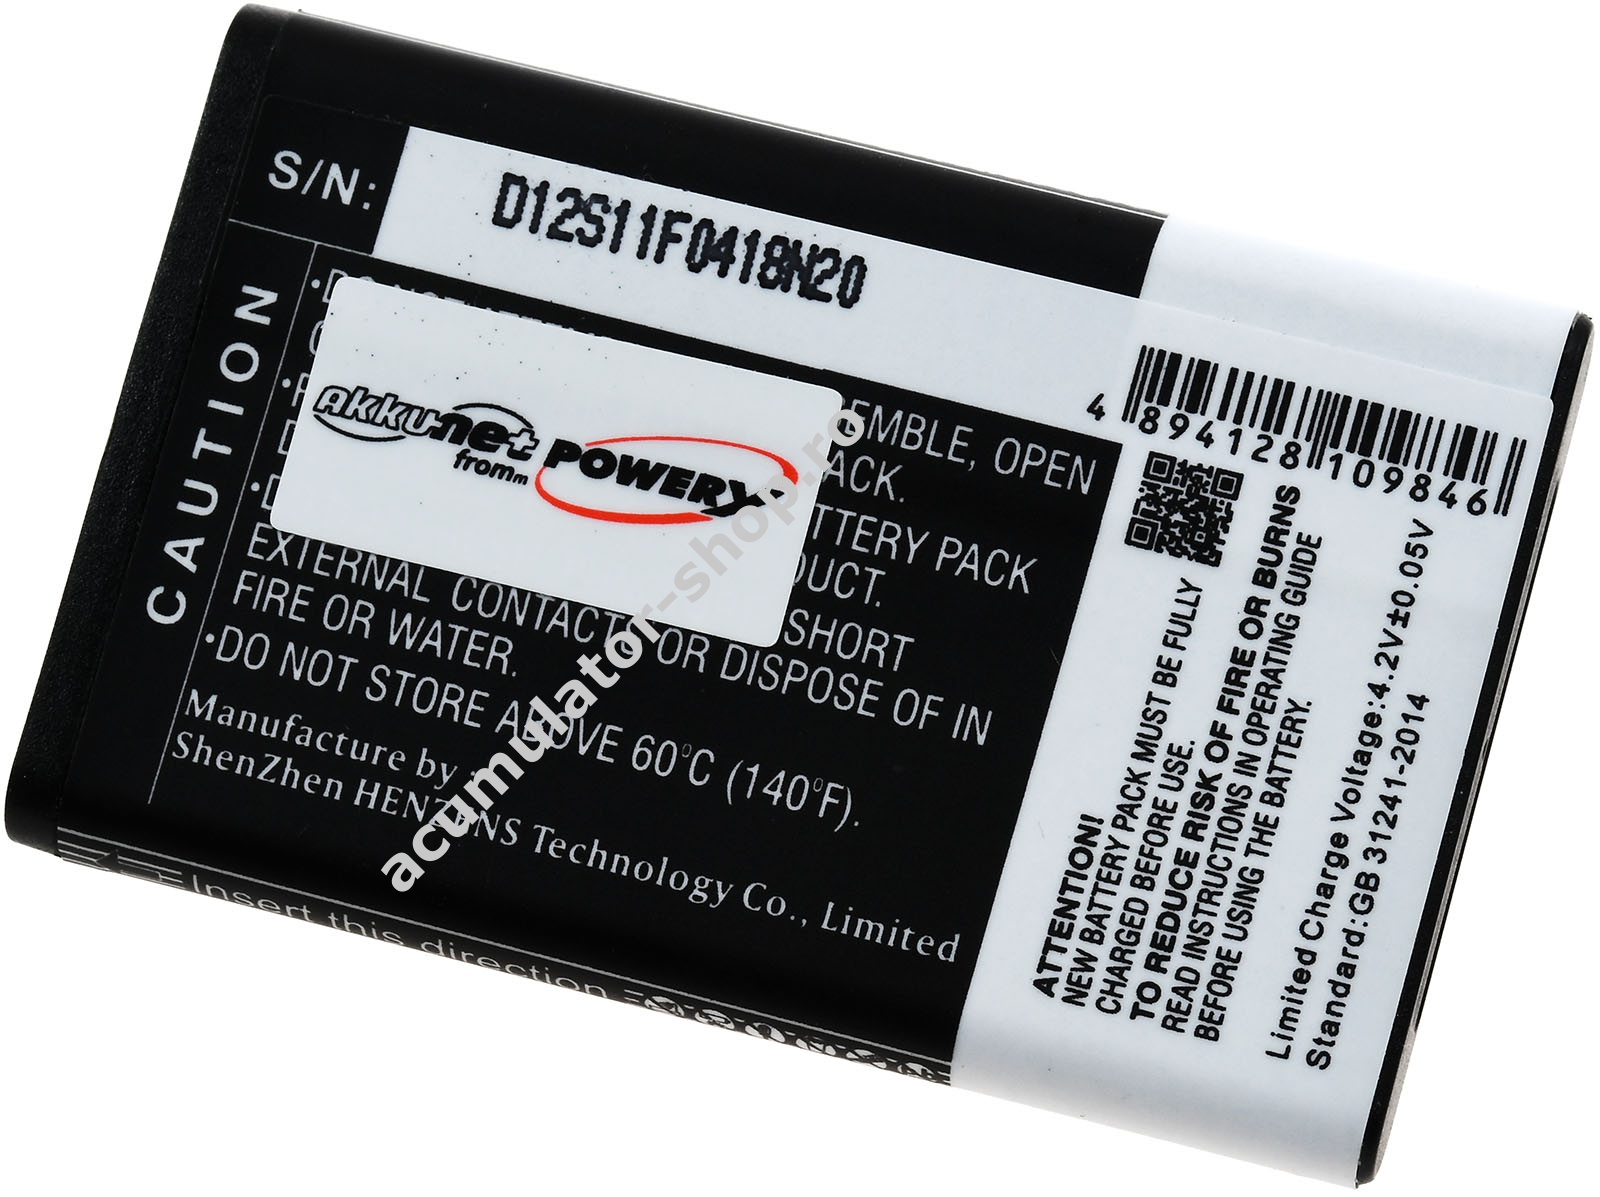 S/N:
D12S11F0418N20
CAUTION
EMBLE, OPEN
ACK.
TTERY PACK
DUCT.
SHORT
EXTERNAL CONTACT OR DISPOSE OF IN
FIRE OR WATER.
•DO NOT STORE ABOVE 60°C (140°F).
Manufacture by
ShenZhen Technology Co., Limited
Insert this direction
akku-net
from
POWERY
acumulator-shop.ro
4 894128 109846
ATTENTION!
NEW BATTERY PACK MUST BE FULLY
CHARGED BEFORE USE.
TO REDUCE RISK OF FIRE OR BURNS
READ INSTRUCTIONS IN OPERATING GUIDE
BEFORE USING THE BATTERY.
Limited Charge Voltage:4.2V±0.05V
Standard:GB 31241-2014